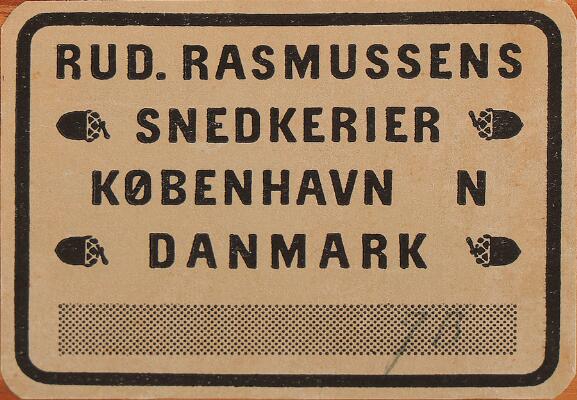 RUD. RASMUSSENS
SNEDKERIER
KØBENHAVN N
DANMARK